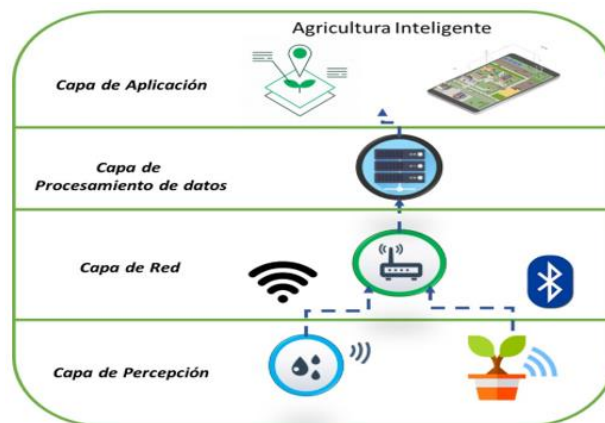 Agricultura Inteligente
Capa de Aplicación
Capa de
Procesamiento de datos
Capa de Red
Capa de Percepción